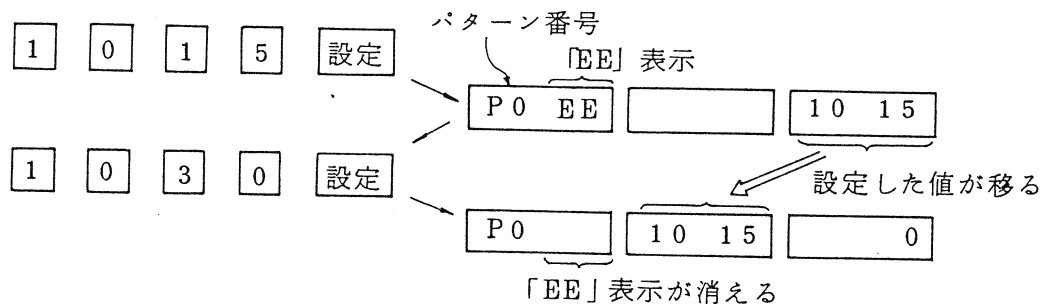 パターン番号
1 0 1 5 設定
「EE」表示
P0 EE 10 15
1 0 3 0 設定
設定した値が移る
P0 10 15 0
「EE」表示が消える